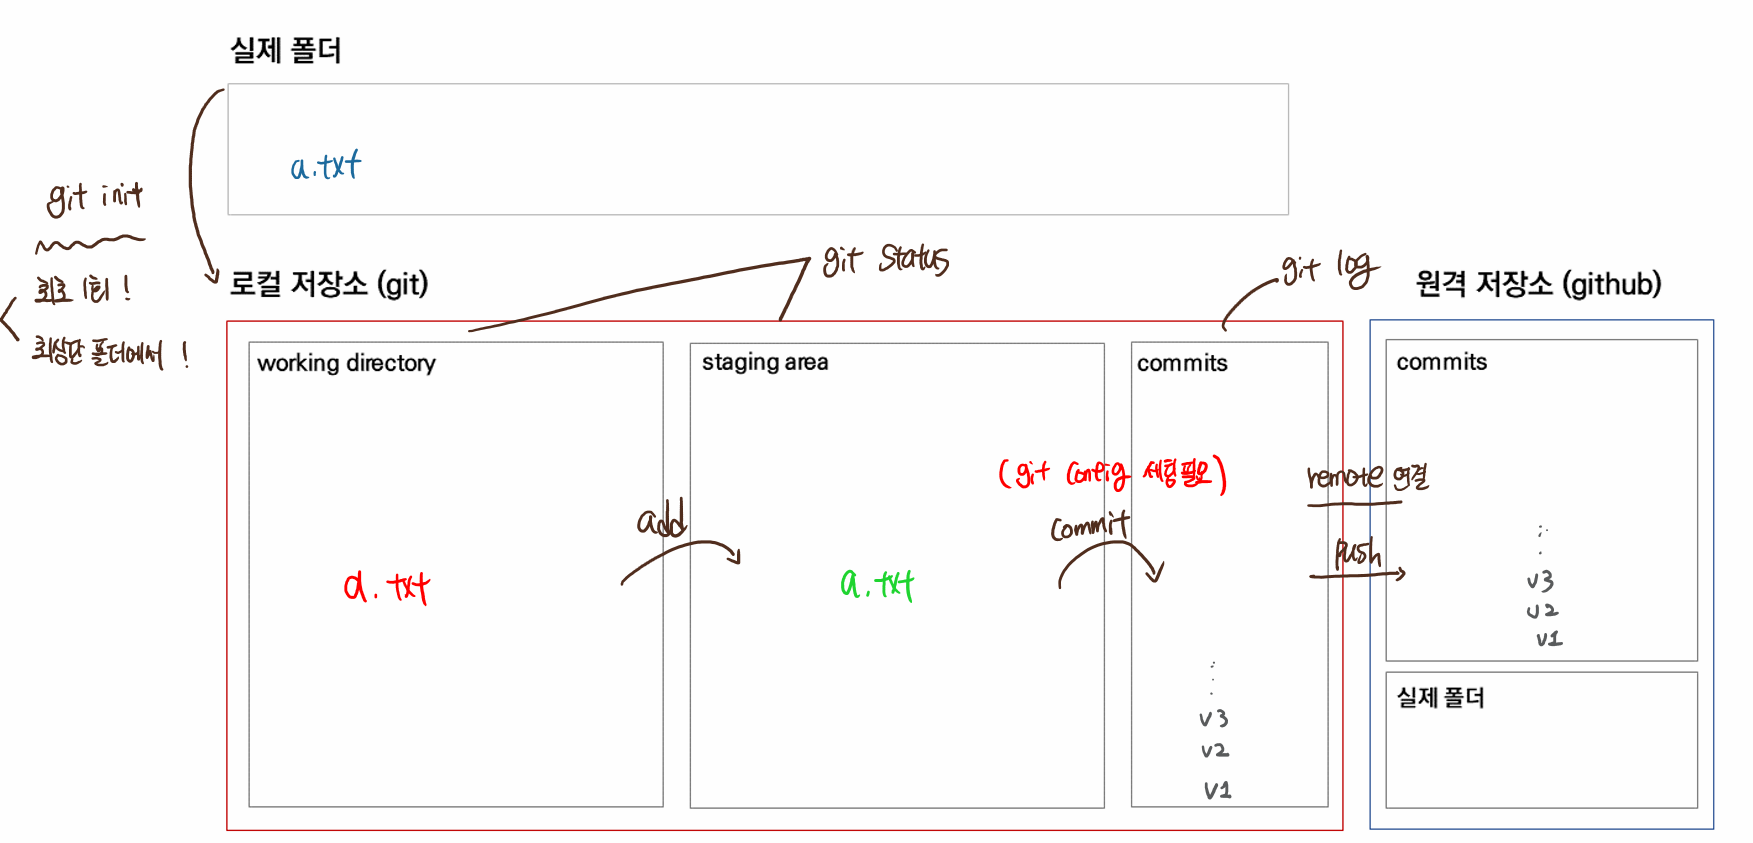 실제 폴더
a.txt
git init
최초 1회!
최상단 폴더에서!
git status
git log
로컬 저장소 (git)
원격 저장소 (github)
working directory
staging area
commits
commits
(git config 세팅필요)
remote 연결
add
commit
push
a.txt
a.txt
v3
v2
v1
v3
v2
v1
실제 폴더